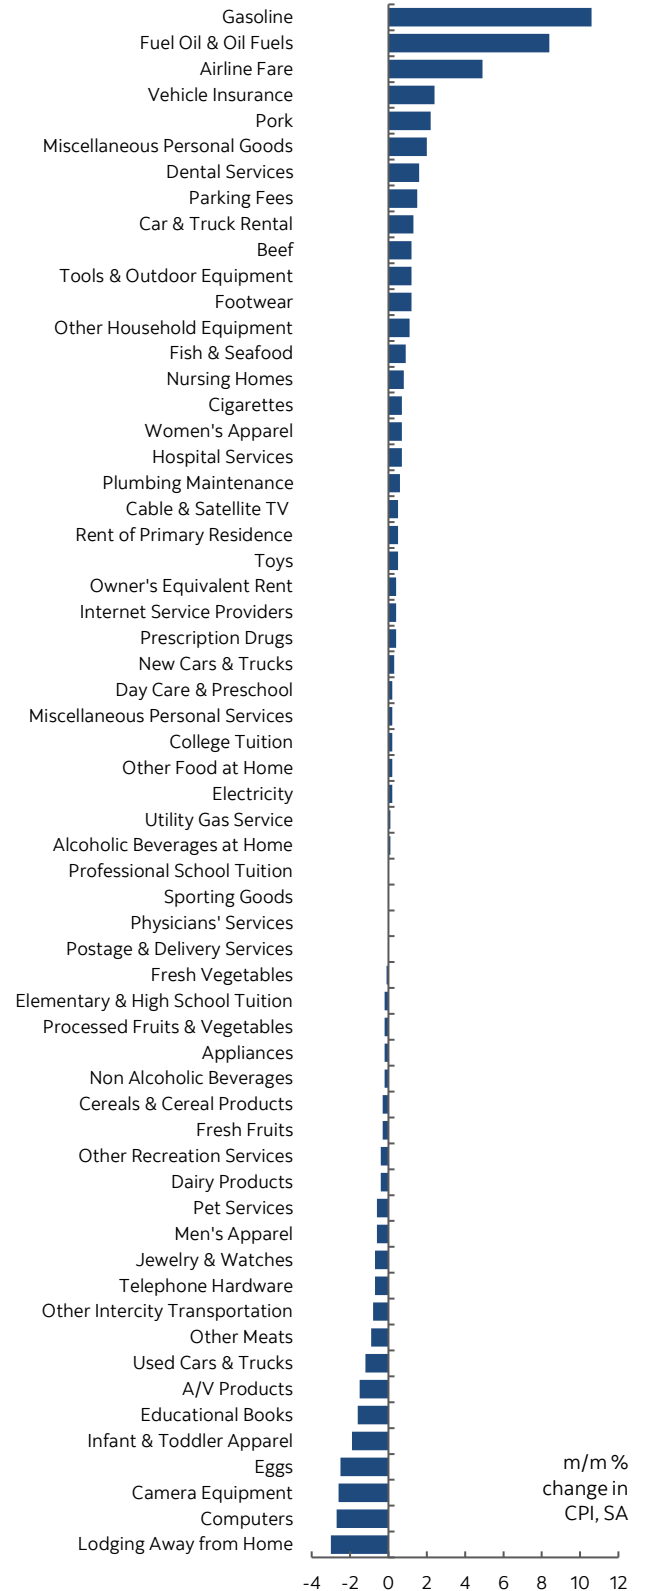 Gasoline
Fuel Oil & Oil Fuels
Airline Fare
Vehicle Insurance
Pork
Miscellaneous Personal Goods
Dental Services
Parking Fees
Car & Truck Rental
Beef
Tools & Outdoor Equipment
Footwear
Other Household Equipment
Fish & Seafood
Nursing Homes
Cigarettes
Women's Apparel
Hospital Services
Plumbing Maintenance
Cable & Satellite TV
Rent of Primary Residence
Toys
Owner's Equivalent Rent
Internet Service Providers
Prescription Drugs
New Cars & Trucks
Day Care & Preschool
Miscellaneous Personal Services
College Tuition
Other Food at Home
Electricity
Utility Gas Service
Alcoholic Beverages at Home
Professional School Tuition
Sporting Goods
Physicians' Services
Postage & Delivery Services
Fresh Vegetables
Elementary & High School Tuition
Processed Fruits & Vegetables
Appliances
Non Alcoholic Beverages
Cereals & Cereal Products
Fresh Fruits
Other Recreation Services
Dairy Products
Pet Services
Men's Apparel
Jewelry & Watches
Telephone Hardware
Other Intercity Transportation
Other Meats
Used Cars & Trucks
A/V Products
Educational Books
Infant & Toddler Apparel
Eggs
Camera Equipment
Computers
Lodging Away from Home
m/m %
change in
CPI, SA
-4 -2 0 2 4 6 8 10 12